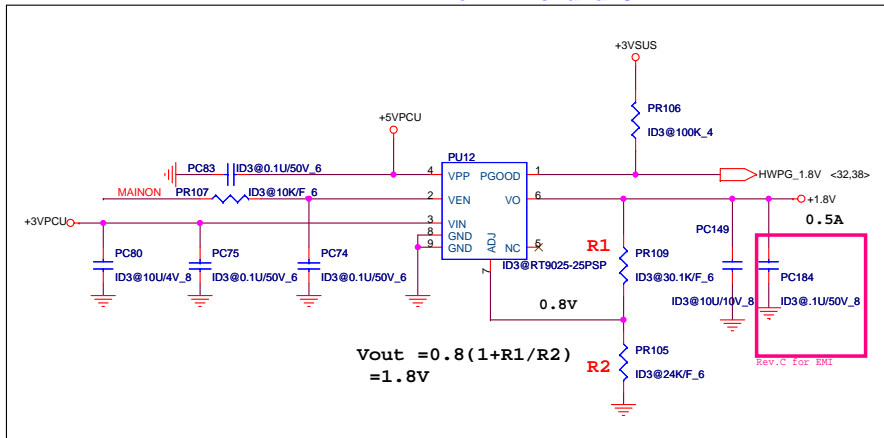 +3VSUS
PR106
ID3@100K_4
+5VPCU
PU12
PC83
ID3@0.1U/50V_6
4
VPP
PGOOD
1
HWPG_1.8V <32,38>
MAINON
PR107
ID3@10K/F_6
2
VEN
VO
6
+1.8V
0.5A
+3VPCU
3
VIN
8
GND
9
GND
ADJ
NC
5
7
ID3@RT9025-25PSP
R1
PR109
ID3@30.1K/F_6
PC149
ID3@10U/10V_8
PC184
ID3@.1U/50V_8
PC80
ID3@10U/4V_8
PC75
ID3@0.1U/50V_6
PC74
ID3@0.1U/50V_6
0.8V
Vout =0.8(1+R1/R2)
=1.8V
R2
PR105
ID3@24K/F_6
Rev.C for EMI